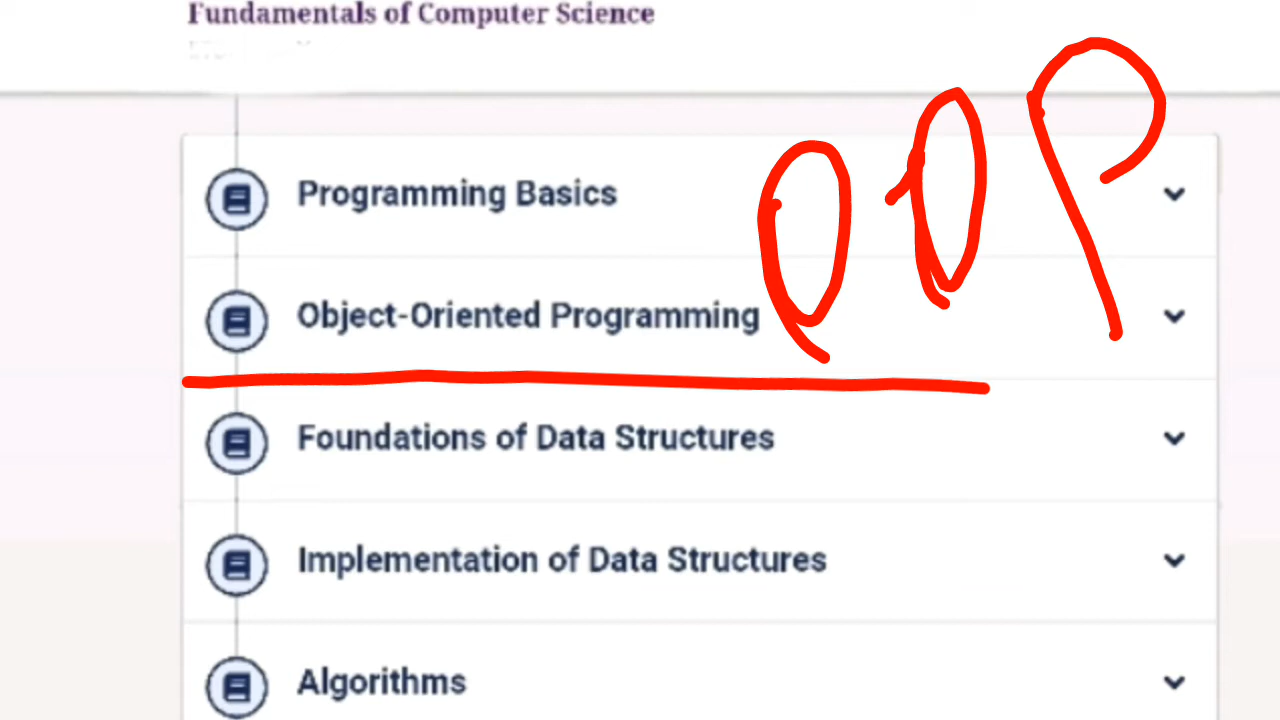 Fundamentals of Computer Science
Programming Basics
OOP
Object-Oriented Programming
Foundations of Data Structures
Implementation of Data Structures
Algorithms